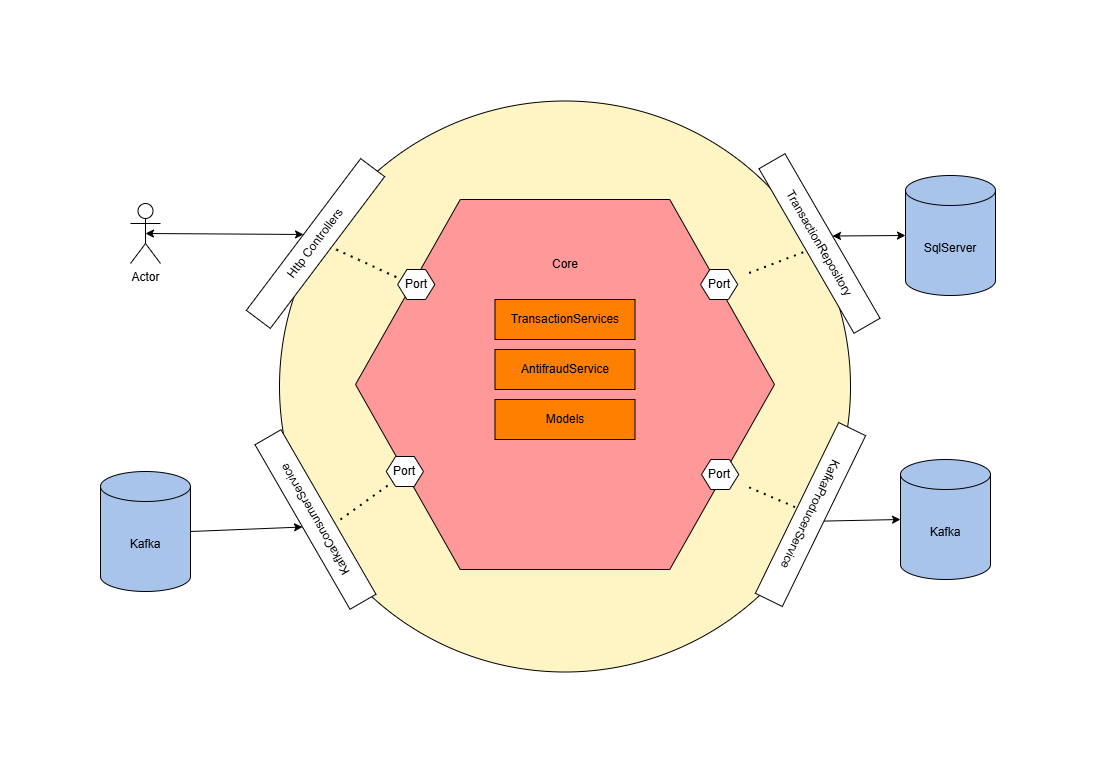 Http Controllers
TransactionRepository
Actor
SqlServer
Port
Core
Port
TransactionServices
AntifraudService
Models
KafkaConsumerService
Port
Port
KafkaProducerService
Kafka
Kafka